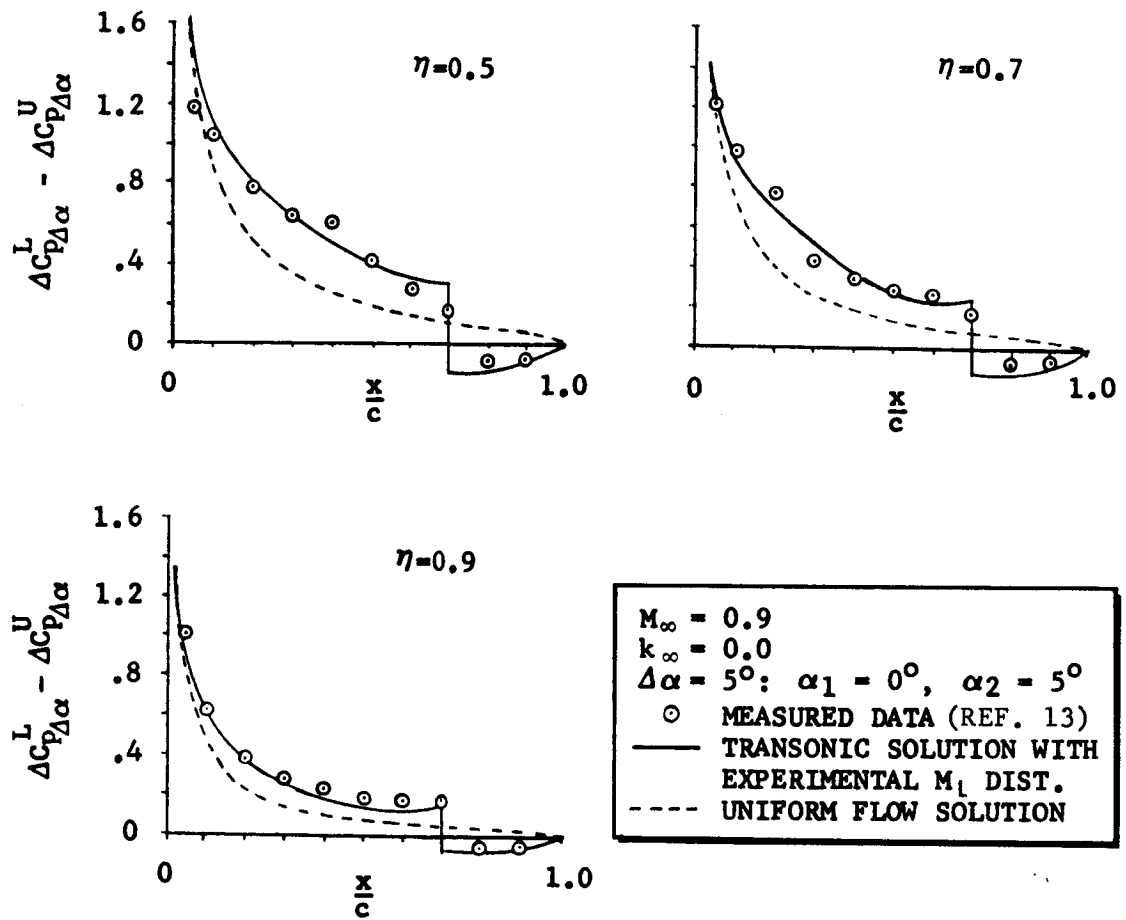 1.6
1.2
.8
.4
0
ΔC^L_{pΔα} - ΔC^U_{pΔα}
η=0.5
0
x/c
1.0
η=0.7
0
x/c
1.0
1.6
1.2
.8
.4
0
ΔC^L_{pΔα} - ΔC^U_{pΔα}
η=0.9
0
x/c
1.0
M∞ = 0.9
k∞ = 0.0
Δα = 5°: α1 = 0°, α2 = 5°
⊙ MEASURED DATA (REF. 13)
—— TRANSONIC SOLUTION WITH
EXPERIMENTAL M_l DIST.
---- UNIFORM FLOW SOLUTION